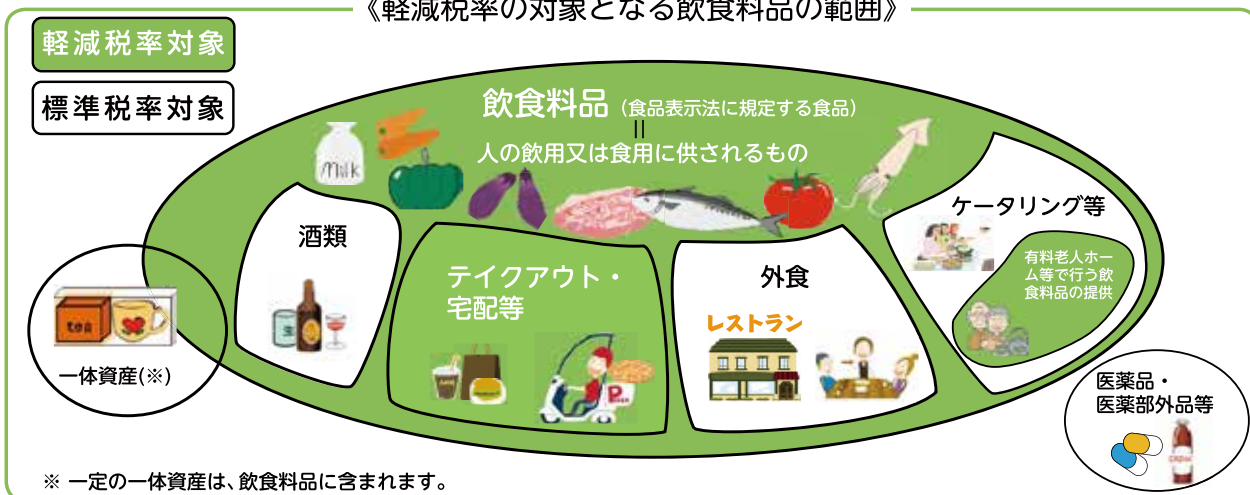 《軽減税率の対象となる飲食料品の範囲》
軽減税率対象
標準税率対象
飲食料品（食品表示法に規定する食品）
＝
人の飲用又は食用に供されるもの
Milk
酒類
テイクアウト・
宅配等
外食
レストラン
ケータリング等
有料老人ホー
ム等で行う飲
食料品の提供
tea
一体資産(※)
医薬品・
医薬部外品等
※ 一定の一体資産は、飲食料品に含まれます。